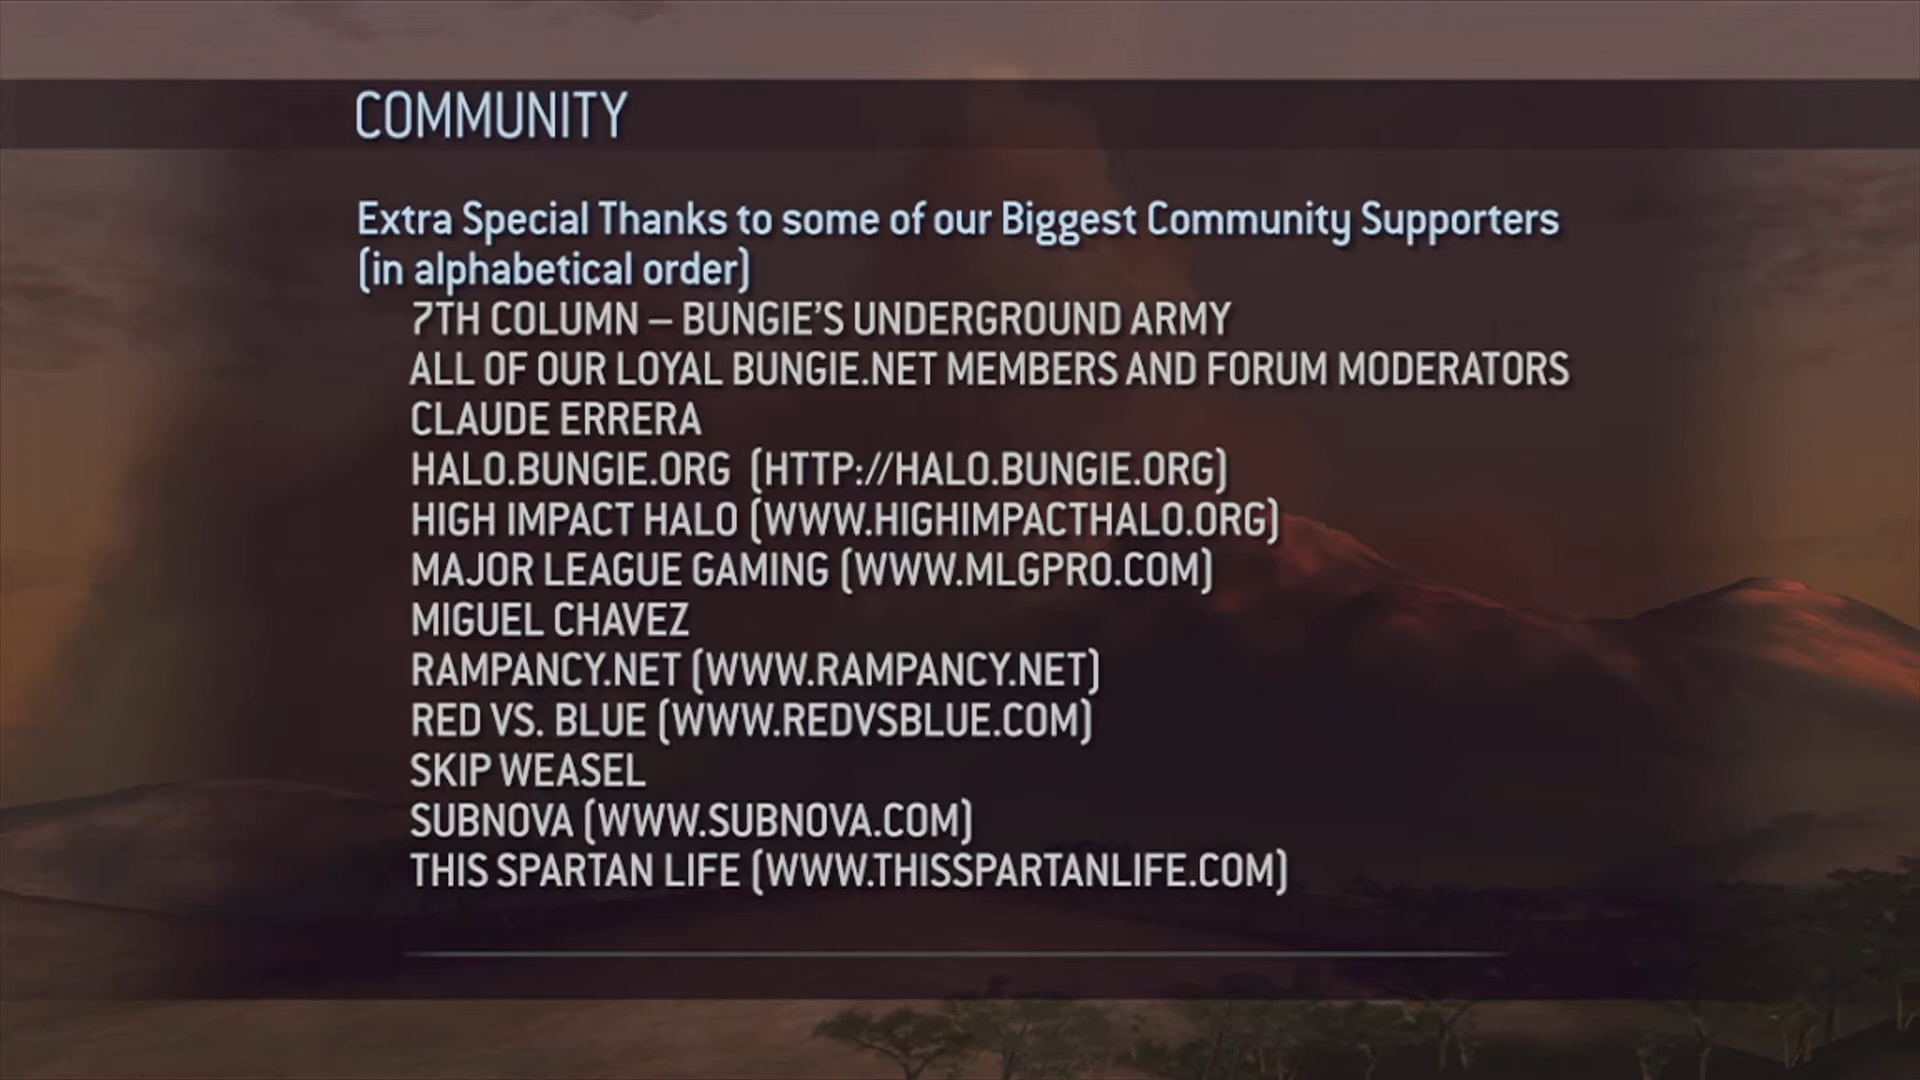 COMMUNITY
Extra Special Thanks to some of our Biggest Community Supporters
(in alphabetical order)
7TH COLUMN – BUNGIE'S UNDERGROUND ARMY
ALL OF OUR LOYAL BUNGIE.NET MEMBERS AND FORUM MODERATORS
CLAUDE ERRERA
HALO.BUNGIE.ORG (HTTP://HALO.BUNGIE.ORG)
HIGH IMPACT HALO (WWW.HIGHIMPACTHALO.ORG)
MAJOR LEAGUE GAMING (WWW.MLGPRO.COM)
MIGUEL CHAVEZ
RAMPANCY.NET (WWW.RAMPANCY.NET)
RED VS. BLUE (WWW.REDVSBLUE.COM)
SKIP WEASEL
SUBNOVA (WWW.SUBNOVA.COM)
THIS SPARTAN LIFE (WWW.THISSPARTANLIFE.COM)